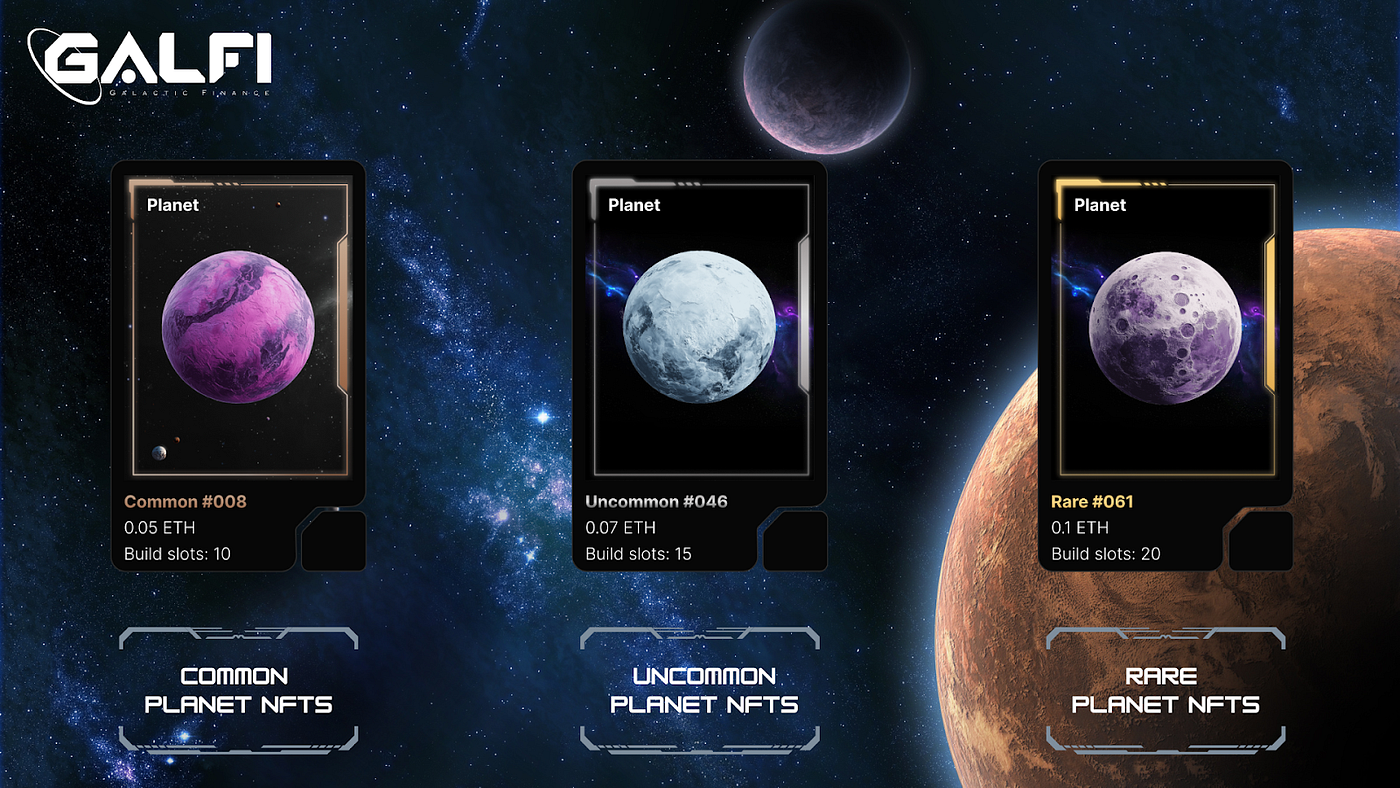 GALFI
Galactic Finance
Planet
Common #008
0.05 ETH
Build slots: 10
COMMON
PLANET NFTS
Planet
Uncommon #046
0.07 ETH
Build slots: 15
UNCOMMON
PLANET NFTS
Planet
Rare #061
0.1 ETH
Build slots: 20
RARE
PLANET NFTS